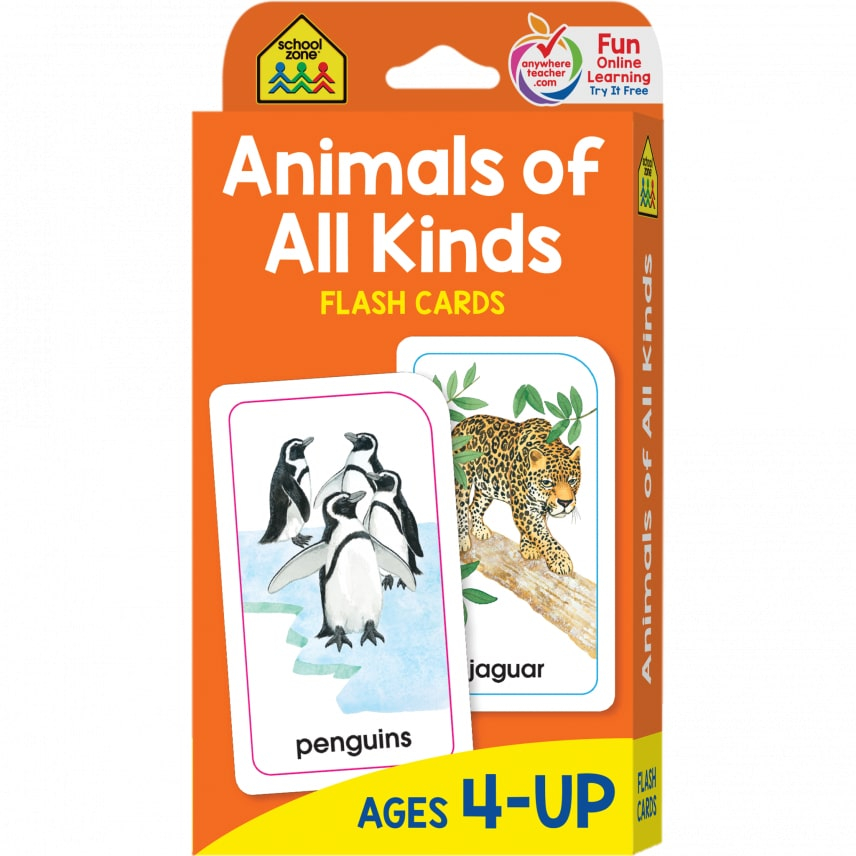 school
zone®
anywhere
teacher
.com
Fun
Online
Learning
Try It Free
Animals of
All Kinds
FLASH CARDS
penguins
jaguar
AGES 4-UP
school
zone
Animals of All Kinds
FLASH
CARDS